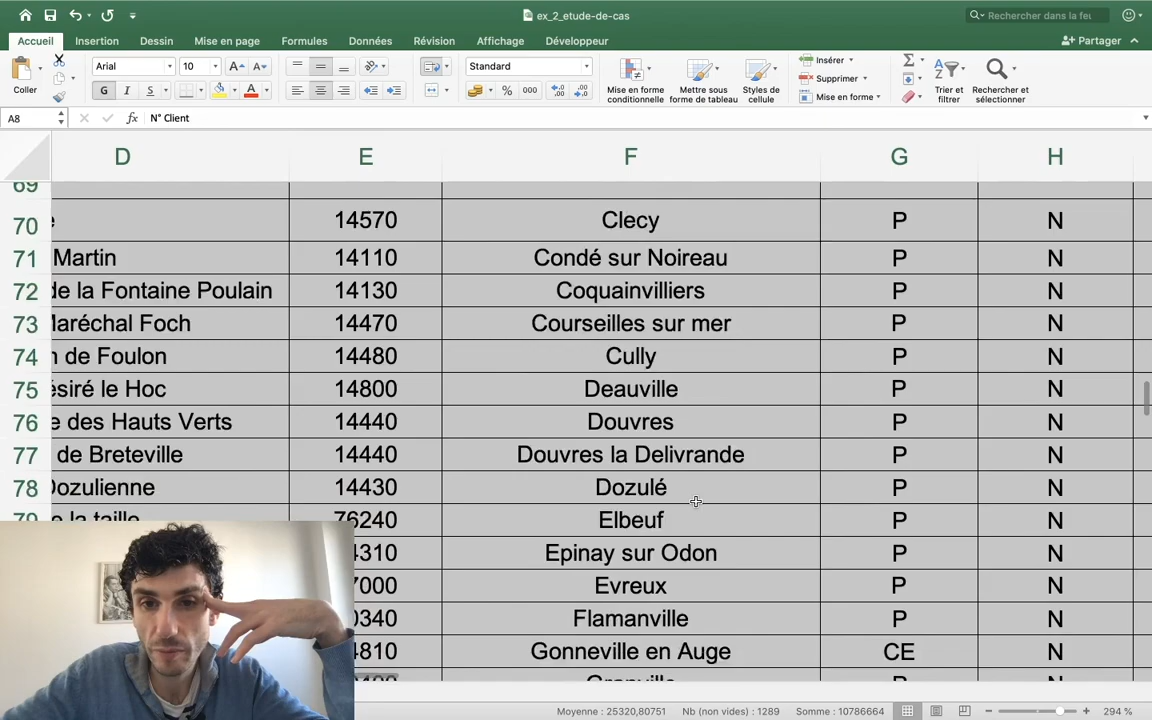 ex_2_etude-de-cas
Rechercher dans la feu
Accueil Insertion Dessin Mise en page Formules Données Révision Affichage Développeur
Partager
Coller
Arial 10
G I S
Standard
% 000
Mise en forme conditionnelle
Mettre sous forme de tableau
Styles de cellule
Insérer
Supprimer
Mise en forme
Trier et filtrer
Rechercher et sélectionner
A8 fx N° Client
D E F G H
69
70 14570 Clecy P N
71 Martin 14110 Condé sur Noireau P N
72 de la Fontaine Poulain 14130 Coquainvilliers P N
73 Maréchal Foch 14470 Courseilles sur mer P N
74 de Foulon 14480 Cully P N
75 ésiré le Hoc 14800 Deauville P N
76 e des Hauts Verts 14440 Douvres P N
77 de Breteville 14440 Douvres la Delivrande P N
78 Dozulienne 14430 Dozulé P N
79 la taille 76240 Elbeuf P N
4310 Epinay sur Odon P N
7000 Evreux P N
0340 Flamanville P N
4810 Gonneville en Auge CE N
Granville
Moyenne : 25320,80751 Nb (non vides) : 1289 Somme : 10786664 294 %